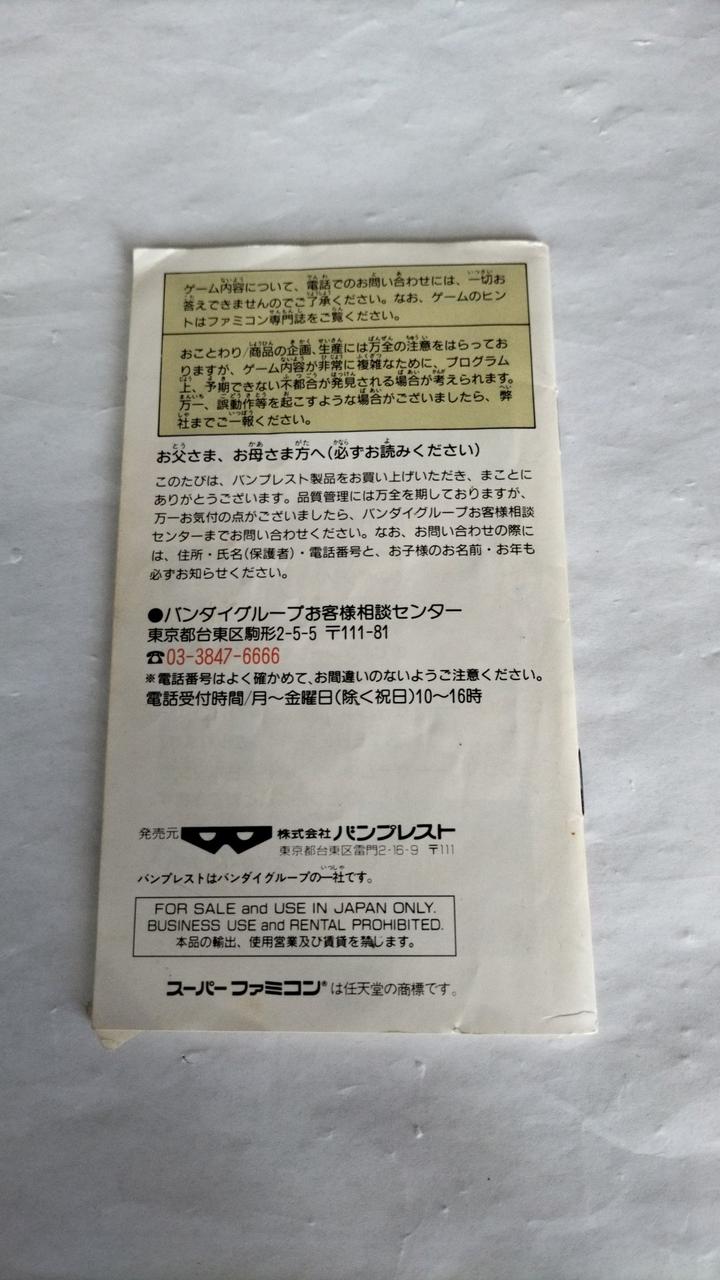 ゲーム内容について、電話でのお問い合わせには、一切お
答えできませんのでご了承ください。なお、ゲームのヒン
トはファミコン専門誌をご覧ください。
おことわり/商品の企画、生産には万全の注意をはらってお
りますが、ゲーム内容が非常に複雑なために、プログラム
上、予期できない不都合が発見される場合が考えられます。
万一、誤動作等を起こすような場合がございましたら、弊
社までご一報ください。
お父さま、お母さま方へ(必ずお読みください)
このたびは、バンプレスト製品をお買い上げいただき、まことに
ありがとうございます。品質管理には万全を期しておりますが、
万一お気付の点がございましたら、バンダイグループお客様相談
センターまでお問い合わせください。なお、お問い合わせの際に
は、住所・氏名(保護者)・電話番号と、お子様のお名前・お年も
必ずお知らせください。
●バンダイグループお客様相談センター
東京都台東区駒形2-5-5 〒111-81
☎03-3847-6666
※電話番号はよく確かめて、お間違いのないようご注意ください。
電話受付時間/月〜金曜日(除く祝日)10〜16時
発売元 株式会社 バンプレスト
東京都台東区雷門2-16-9 〒111
バンプレストはバンダイグループの一社です。
FOR SALE and USE IN JAPAN ONLY.
BUSINESS USE and RENTAL PROHIBITED.
本品の輸出、使用営業及び賃貸を禁じます。
スーパーファミコン®は任天堂の商標です。